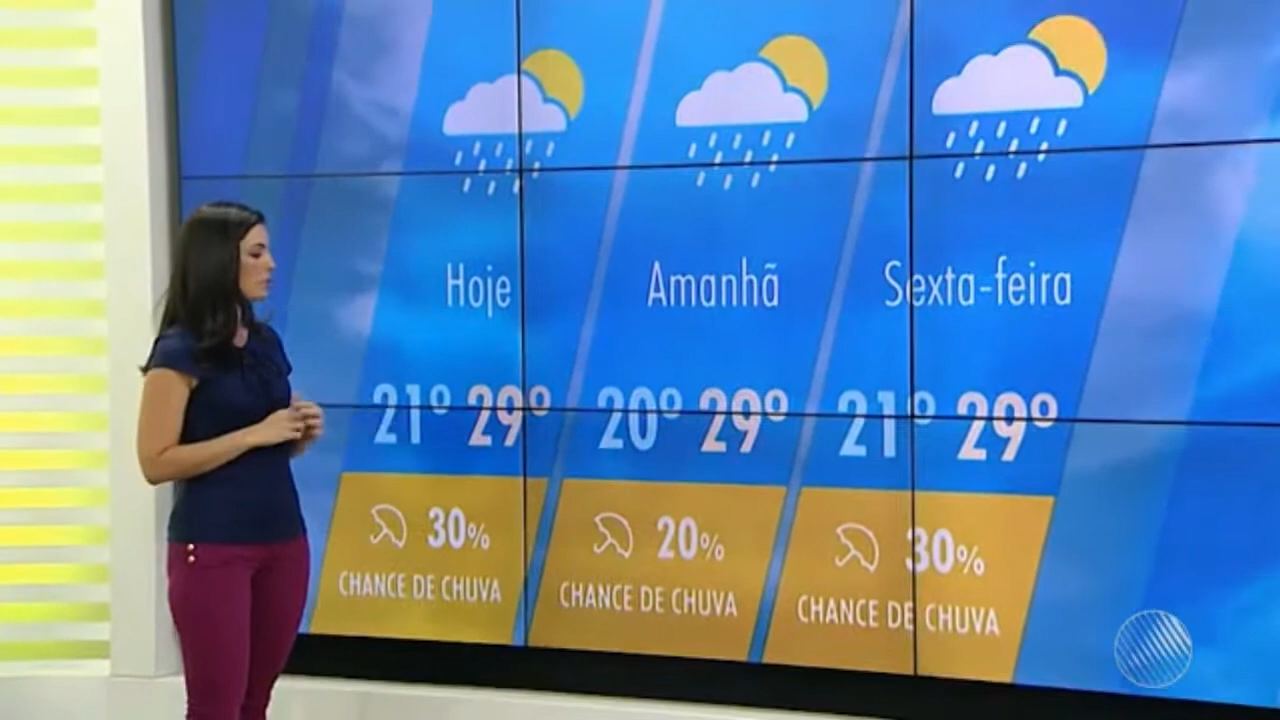 Hoje
Amanhã
Sexta-feira
21º 29º
20º 29º
21º 29º
30%
20%
30%
CHANCE DE CHUVA
CHANCE DE CHUVA
CHANCE DE CHUVA